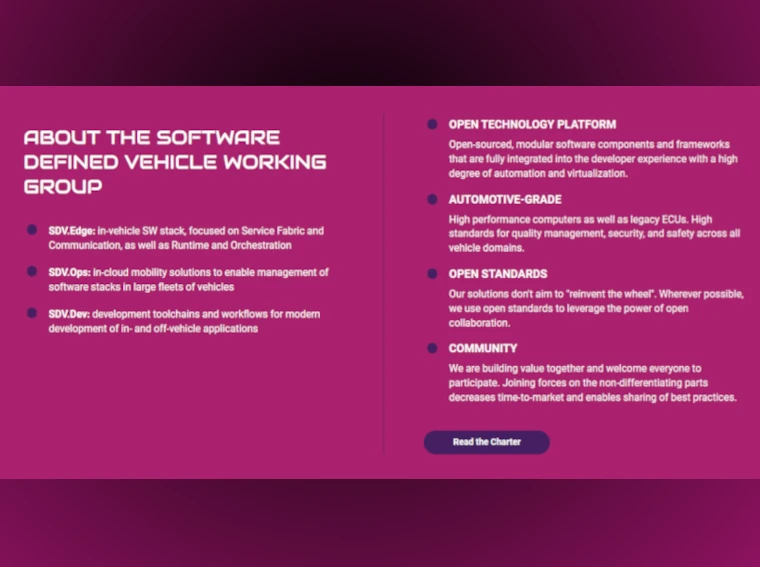 ABOUT THE SOFTWARE
DEFINED VEHICLE WORKING
GROUP
SDV.Edge: in-vehicle SW stack, focused on Service Fabric and
Communication, as well as Runtime and Orchestration
SDV.Ops: in-cloud mobility solutions to enable management of
software stacks in large fleets of vehicles
SDV.Dev: development toolchains and workflows for modern
development of in- and off-vehicle applications
OPEN TECHNOLOGY PLATFORM
Open-sourced, modular software components and frameworks
that are fully integrated into the developer experience with a high
degree of automation and virtualization.
AUTOMOTIVE-GRADE
High performance computers as well as legacy ECUs. High
standards for quality management, security, and safety across all
vehicle domains.
OPEN STANDARDS
Our solutions don't aim to "reinvent the wheel". Wherever possible,
we use open standards to leverage the power of open
collaboration.
COMMUNITY
We are building value together and welcome everyone to
participate. Joining forces on the non-differentiating parts
decreases time-to-market and enables sharing of best practices.
Read the Charter